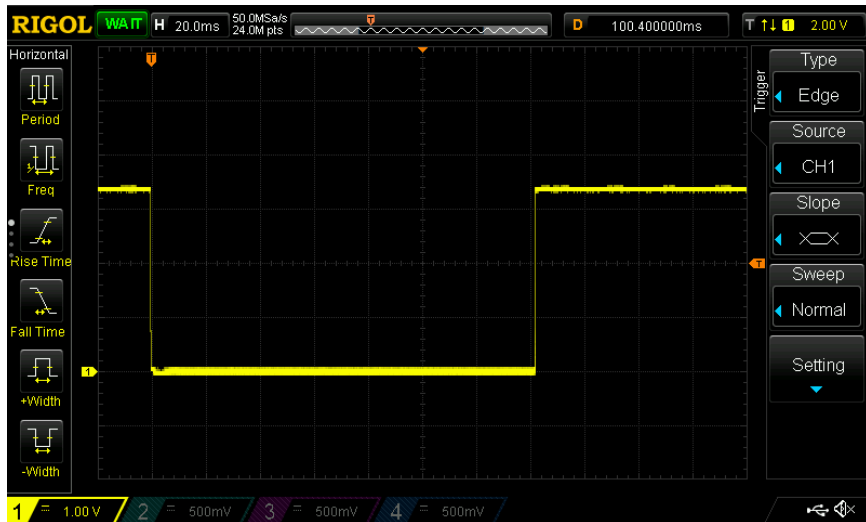 RIGOL WAIT H 20.0ms 50.0MSa/s 24.0M pts D 100.400000ms T 1 2.00 V
T
Horizontal
Period
Freq
Rise Time
Fall Time
+Width
-Width
Trigger
Type
Edge
Source
CH1
Slope
Sweep
Normal
Setting
T
1
1 = 1.00 V 2 = 500mV 3 = 500mV 4 = 500mV